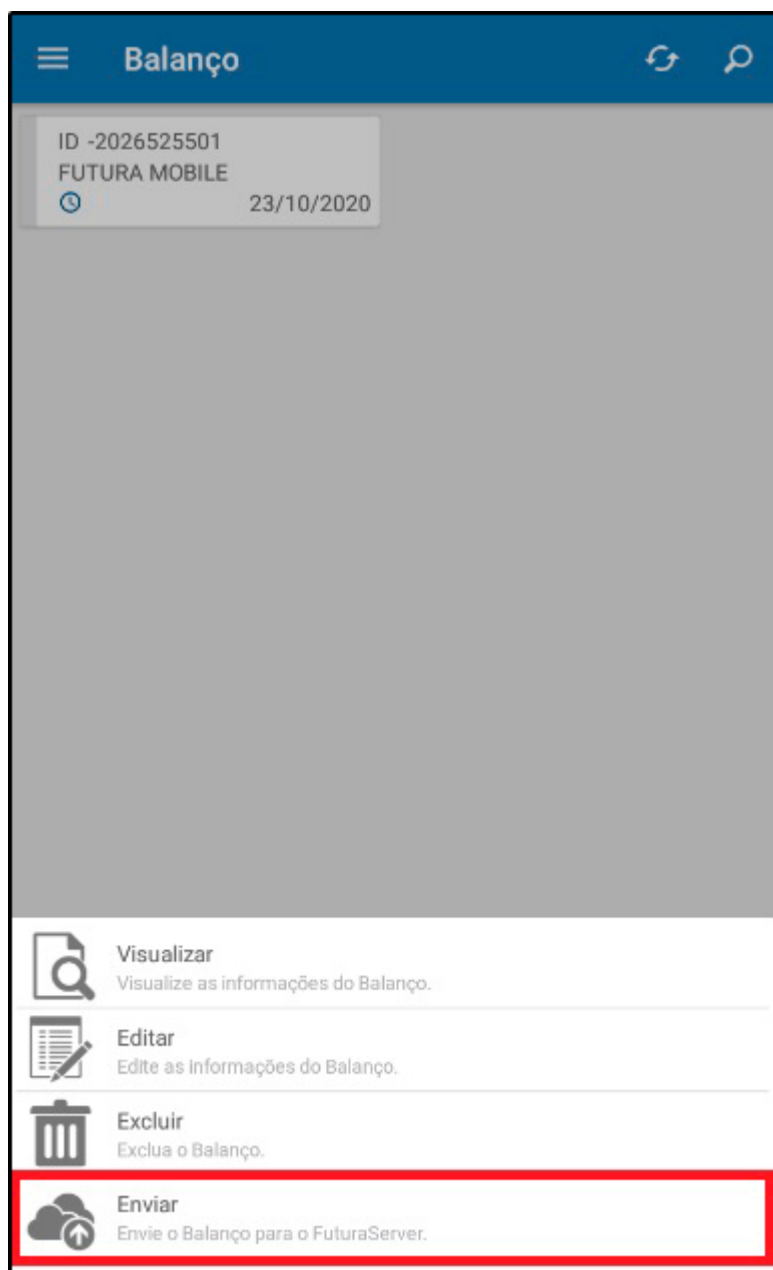 Balanço
ID -2026525501
FUTURA MOBILE
23/10/2020
Visualizar
Visualize as informações do Balanço.
Editar
Edite as informações do Balanço.
Excluir
Exclua o Balanço.
Enviar
Envie o Balanço para o FuturaServer.